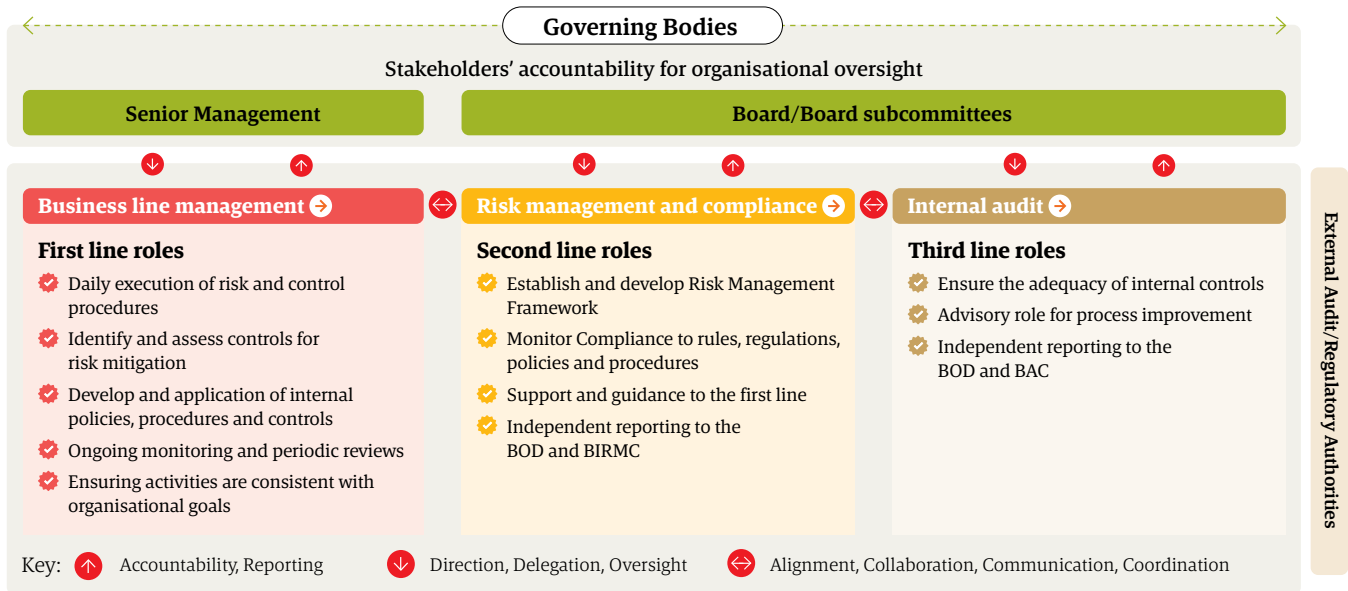 Governing Bodies
Stakeholders’ accountability for organisational oversight
Senior Management
Board/Board subcommittees
Business line management
First line roles
Daily execution of risk and control
procedures
Identify and assess controls for
risk mitigation
Develop and application of internal
policies, procedures and controls
Ongoing monitoring and periodic reviews
Ensuring activities are consistent with
organisational goals
Risk management and compliance
Second line roles
Establish and develop Risk Management
Framework
Monitor Compliance to rules, regulations,
policies and procedures
Support and guidance to the first line
Independent reporting to the
BOD and BIRMC
Internal audit
Third line roles
Ensure the adequacy of internal controls
Advisory role for process improvement
Independent reporting to the
BOD and BAC
External Audit/Regulatory Authorities
Key: Accountability, Reporting
Direction, Delegation, Oversight
Alignment, Collaboration, Communication, Coordination